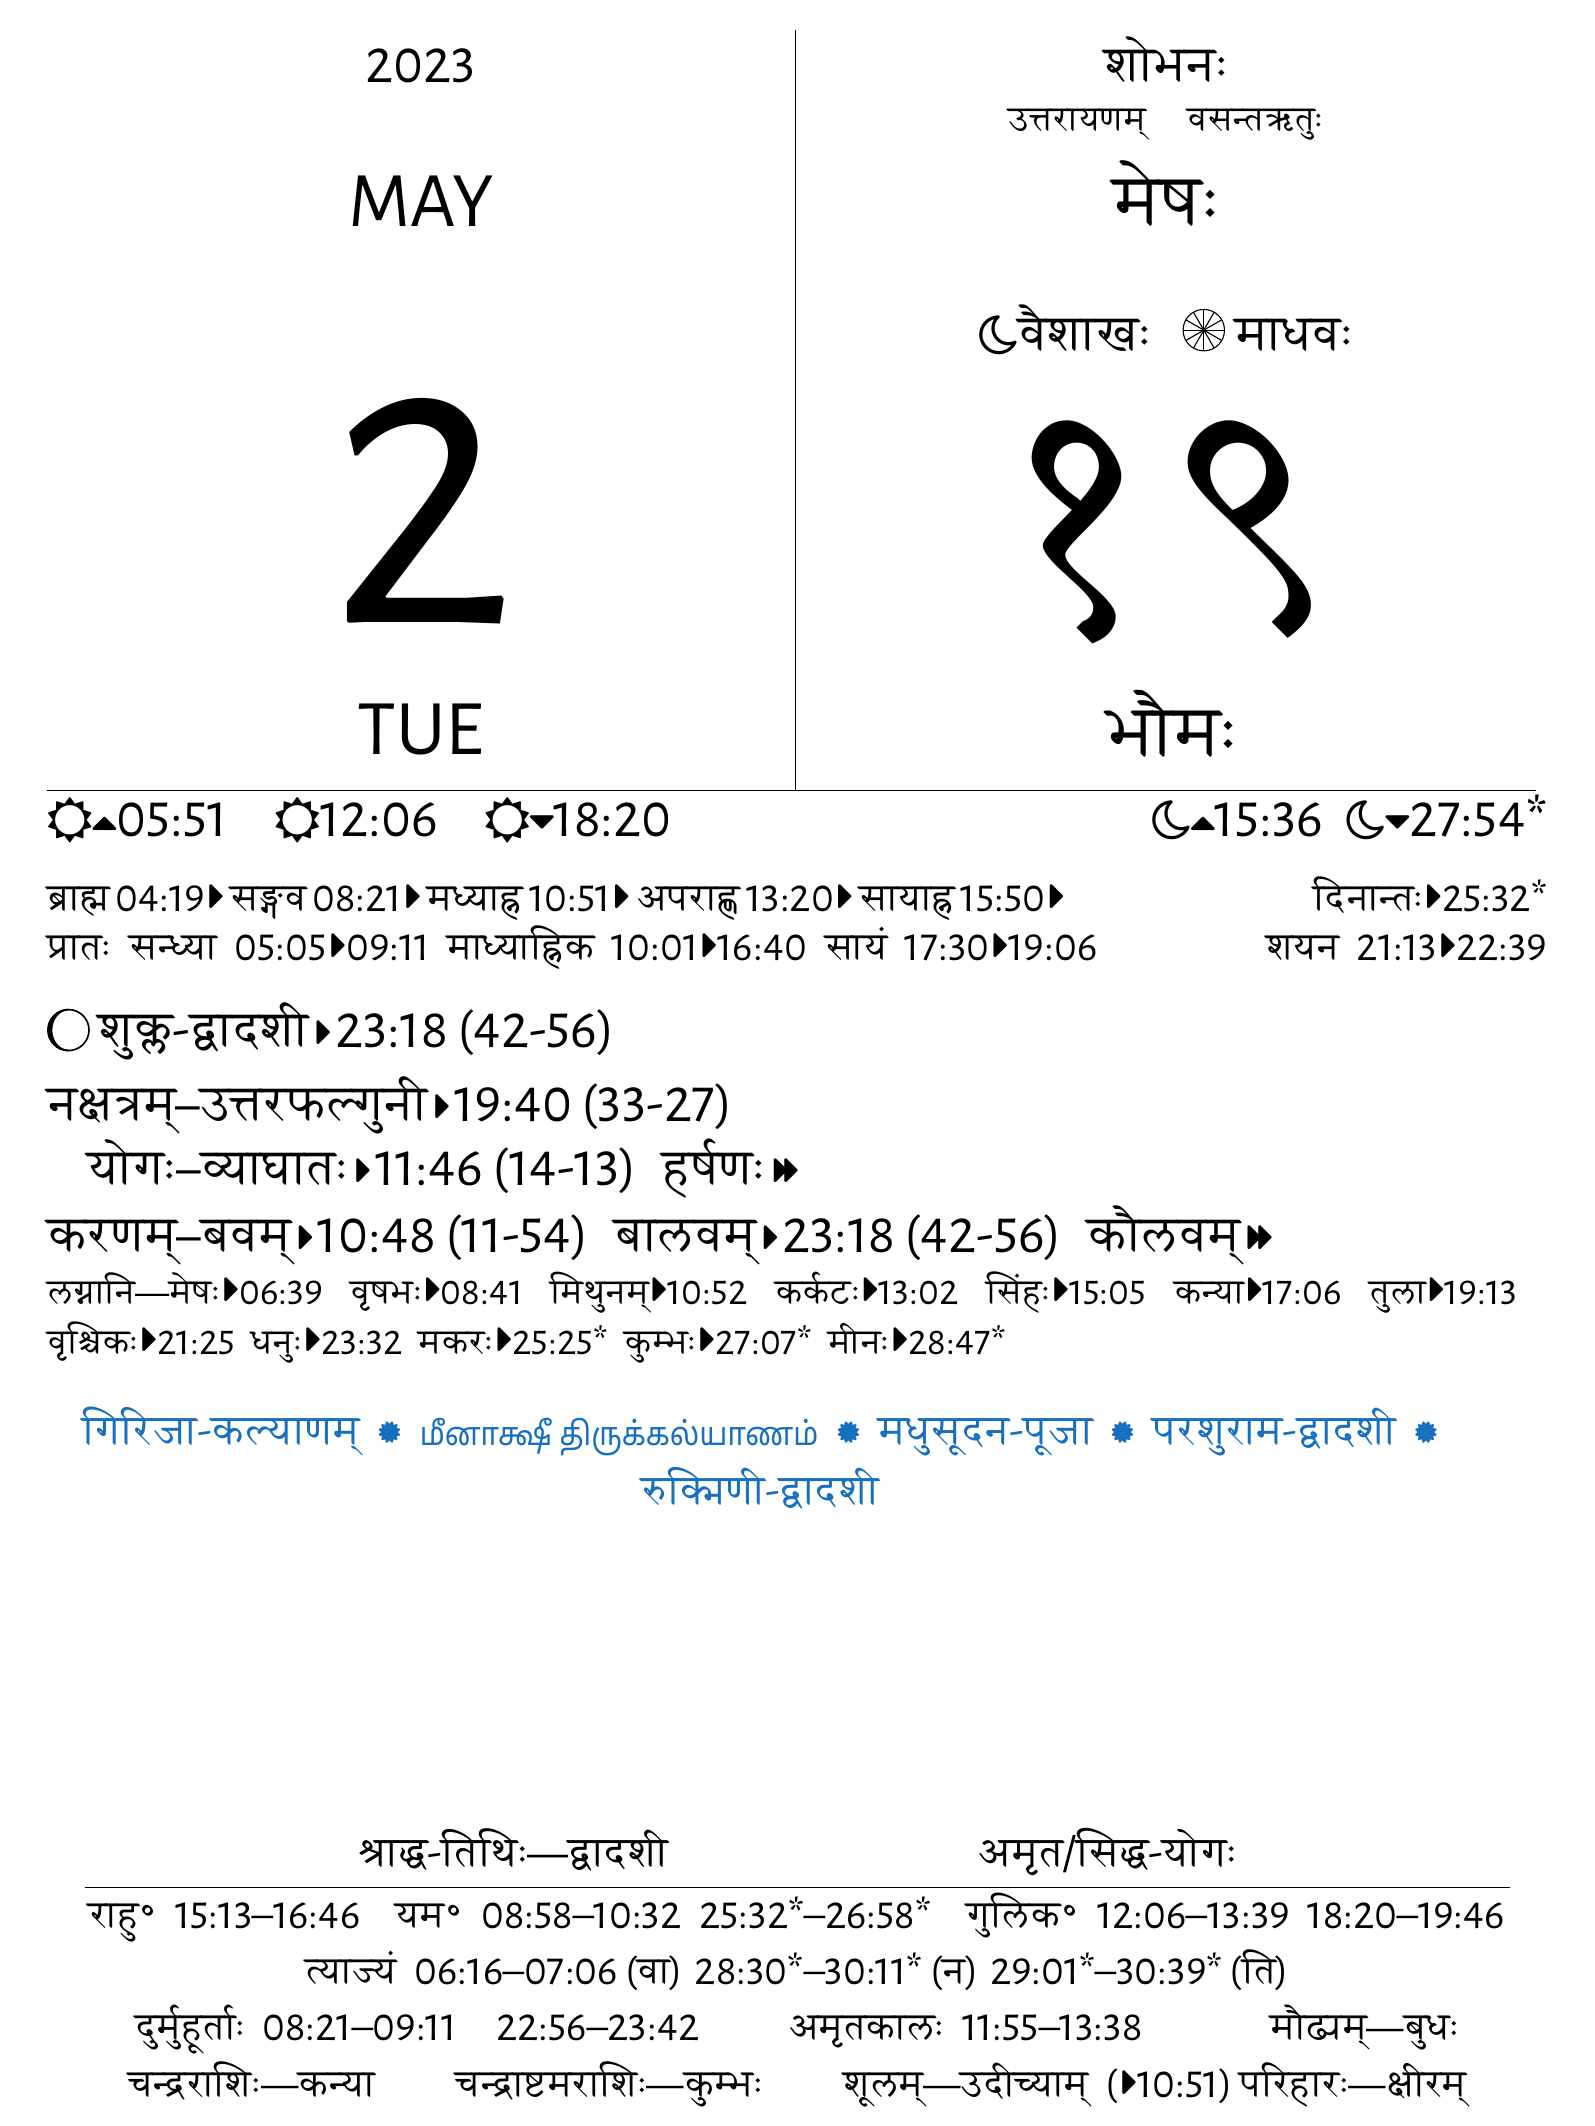 2023
MAY
2
TUE
शोभनः
उत्तरायणम् वसन्तऋतुः
मेषः
वैशाखः माधवः
१९
भौमः
05:51 12:06 18:20 15:36 27:54*
ब्राह्म 04:19 सङ्गव 08:21 मध्याह्न 10:51 अपराह्ण 13:20 सायाह्न 15:50 दिनान्तः 25:32*
प्रातः सन्ध्या 05:05 09:11 माध्याह्निक 10:01 16:40 सायं 17:30 19:06 शयन 21:13 22:39
शुक्ल-द्वादशी 23:18 (42-56)
नक्षत्रम्–उत्तरफल्गुनी 19:40 (33-27)
योगः–व्याघातः 11:46 (14-13) हर्षणः
करणम्–बवम् 10:48 (11-54) बालवम् 23:18 (42-56) कौलवम्
लग्नानि—मेषः 06:39 वृषभः 08:41 मिथुनम् 10:52 कर्कटः 13:02 सिंहः 15:05 कन्या 17:06 तुला 19:13
वृश्चिकः 21:25 धनुः 23:32 मकरः 25:25* कुम्भः 27:07* मीनः 28:47*
गिरिजा-कल्याणम् ✹ மீனாக்ஷீ திருக்கல்யாணம் ✹ मधुसूदन-पूजा ✹ परशुराम-द्वादशी ✹
रुक्मिणी-द्वादशी
श्राद्ध-तिथिः—द्वादशी अमृत/सिद्ध-योगः
राहु॰ 15:13–16:46 यम॰ 08:58–10:32 25:32*–26:58* गुलिक॰ 12:06–13:39 18:20–19:46
त्याज्यं 06:16–07:06 (वा) 28:30*–30:11* (न) 29:01*–30:39* (ति)
दुर्मुहूर्ताः 08:21–09:11 22:56–23:42 अमृतकालः 11:55–13:38 मौढ्यम्—बुधः
चन्द्रराशिः—कन्या चन्द्राष्टमराशिः—कुम्भः शूलम्—उदीच्याम् (10:51) परिहारः—क्षीरम्